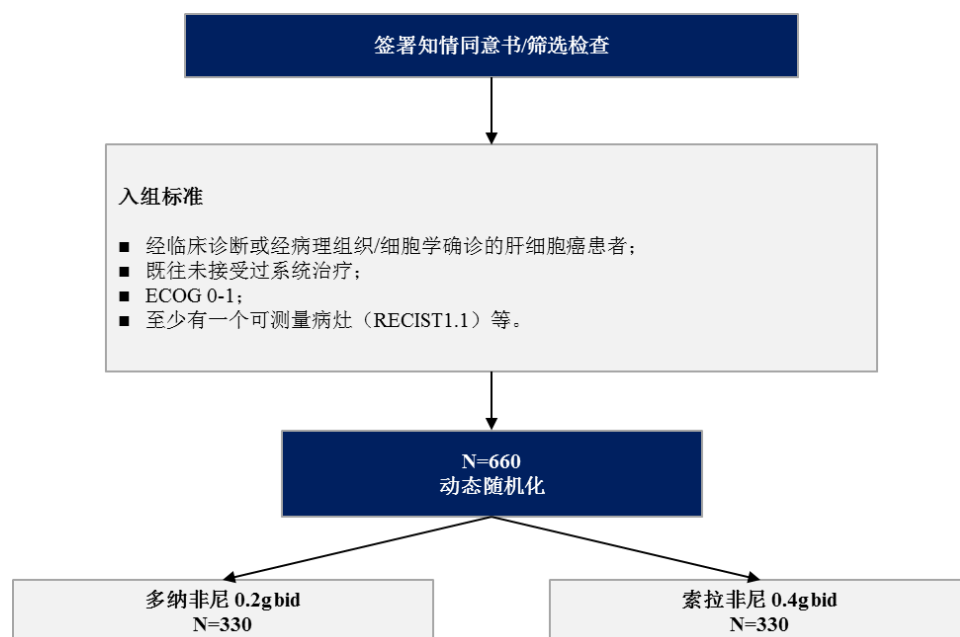 签署知情同意书/筛选检查
入组标准
■ 经临床诊断或经病理组织/细胞学确诊的肝细胞癌患者；
■ 既往未接受过系统治疗；
■ ECOG 0-1；
■ 至少有一个可测量病灶（RECIST1.1）等。
N=660
动态随机化
多纳非尼 0.2gbid
N=330
索拉非尼 0.4gbid
N=330